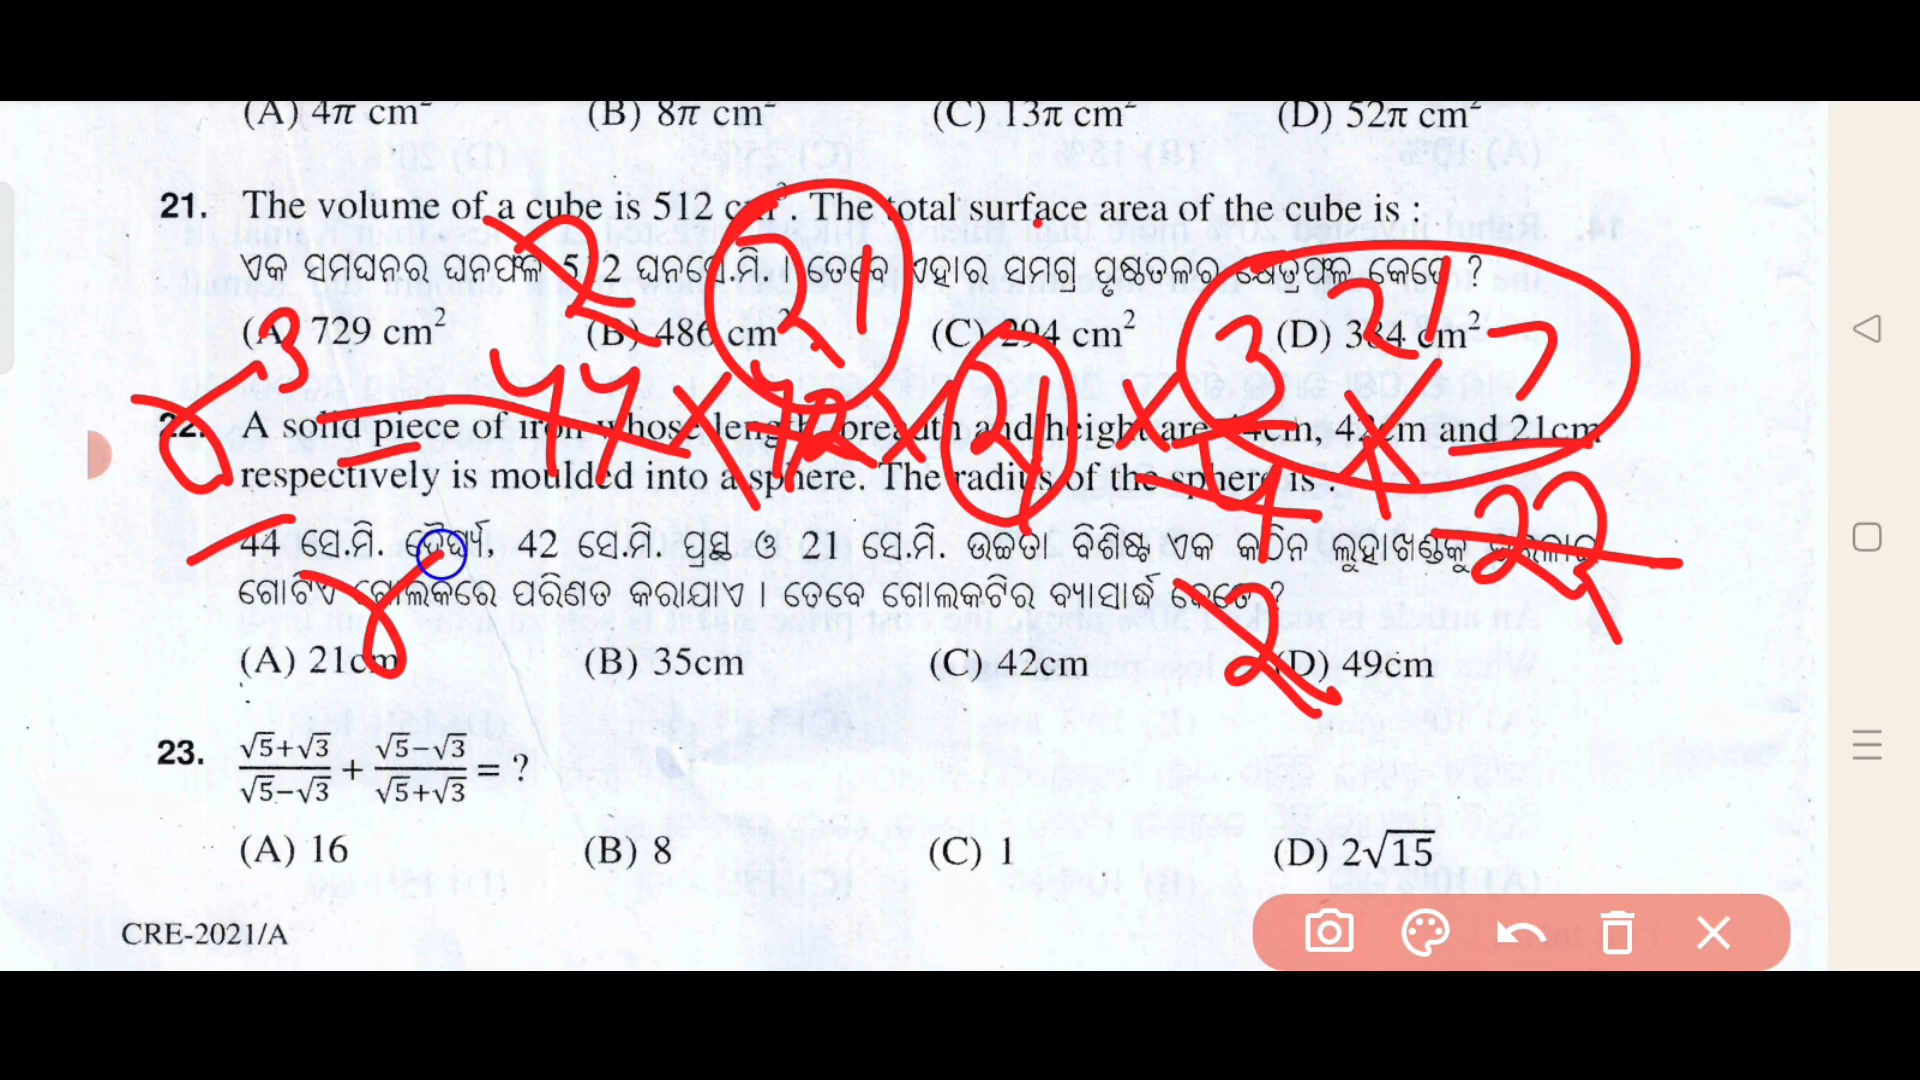 (A) 4π cm² (B) 8π cm² (C) 13π cm² (D) 52π cm²
21. The volume of a cube is 512 cm³. The total surface area of the cube is :
ଏକ ସମଘନର ଘନଫଳ 512 ଘନସେ.ମି. । ତେବେ ଏହାର ସମଗ୍ର ପୃଷ୍ଠତଳର କ୍ଷେତ୍ରଫଳ କେତେ ?
(A) 729 cm² (B) 486 cm² (C) 294 cm² (D) 384 cm²
22. A solid piece of iron whose length, breadth and height are 44cm, 42cm and 21cm
respectively is moulded into a sphere. The radius of the sphere is :
44 ସେ.ମି. ଦୈର୍ଘ୍ୟ, 42 ସେ.ମି. ପ୍ରସ୍ଥ ଓ 21 ସେ.ମି. ଉଚ୍ଚତା ବିଶିଷ୍ଟ ଏକ କଠିନ ଲୁହାଖଣ୍ଡକୁ
ଗୋଟିଏ ଗୋଲକରେ ପରିଣତ କରାଯାଏ । ତେବେ ଗୋଲକଟିର ବ୍ୟାସାର୍ଦ୍ଧ କେତେ ?
(A) 21cm (B) 35cm (C) 42cm (D) 49cm
23. (√5+√3)/(√5−√3) + (√5−√3)/(√5+√3) = ?
(A) 16 (B) 8 (C) 1 (D) 2√15
CRE-2021/A